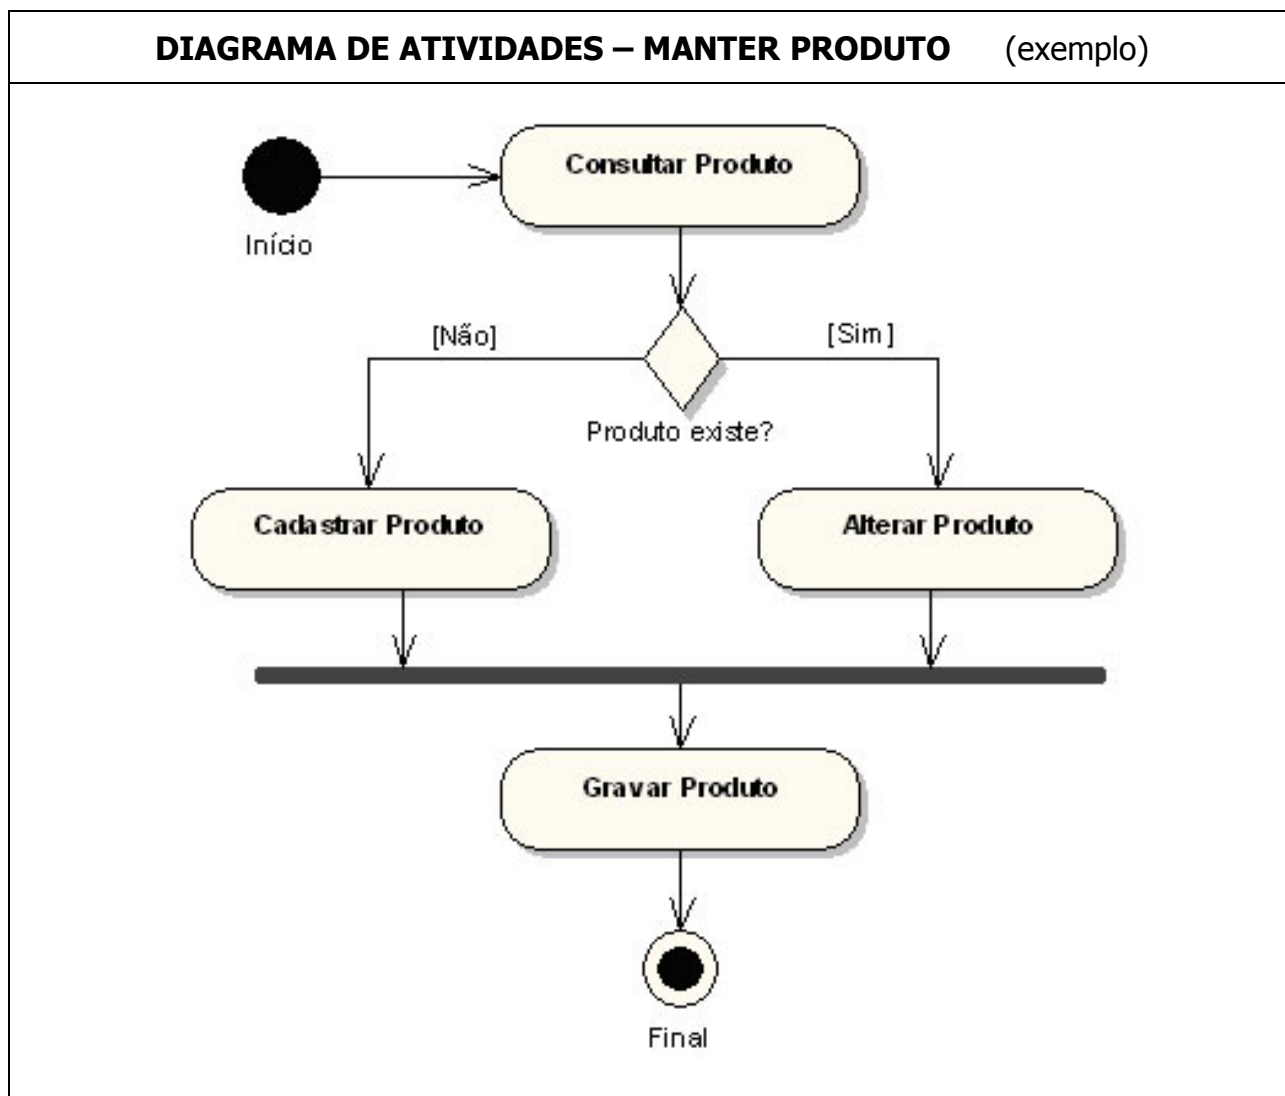 DIAGRAMA DE ATIVIDADES – MANTER PRODUTO (exemplo)
Consultar Produto
Início
[Não]
[Sim]
Produto existe?
Cadastrar Produto
Alterar Produto
Gravar Produto
Final